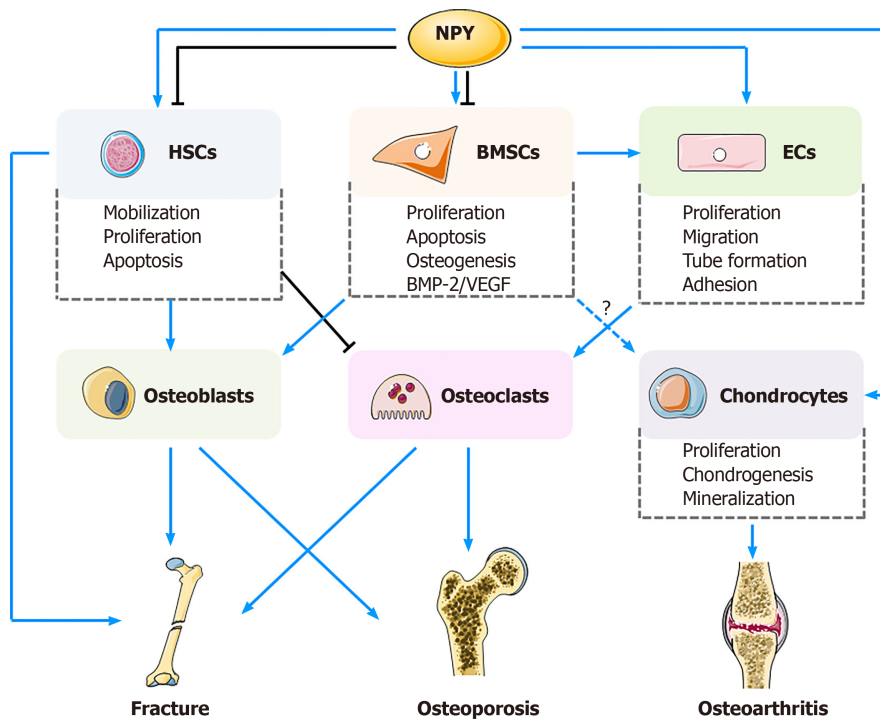 NPY
HSCs
BMSCs
ECs
Mobilization
Proliferation
Apoptosis
Proliferation
Apoptosis
Osteogenesis
BMP-2/VEGF
Proliferation
Migration
Tube formation
Adhesion
?
Osteoblasts
Osteoclasts
Chondrocytes
Proliferation
Chondrogenesis
Mineralization
Fracture
Osteoporosis
Osteoarthritis